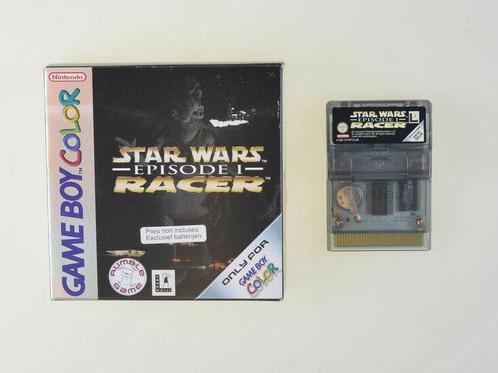 Nintendo
GAME BOY COLOR
STAR WARS
EPISODE I
RACER
Piles non incluses
Exclusief batterijen
Rumble
Game
ONLY FOR
GAME BOY
COLOR
STAR WARS
EPISODE I
RACER